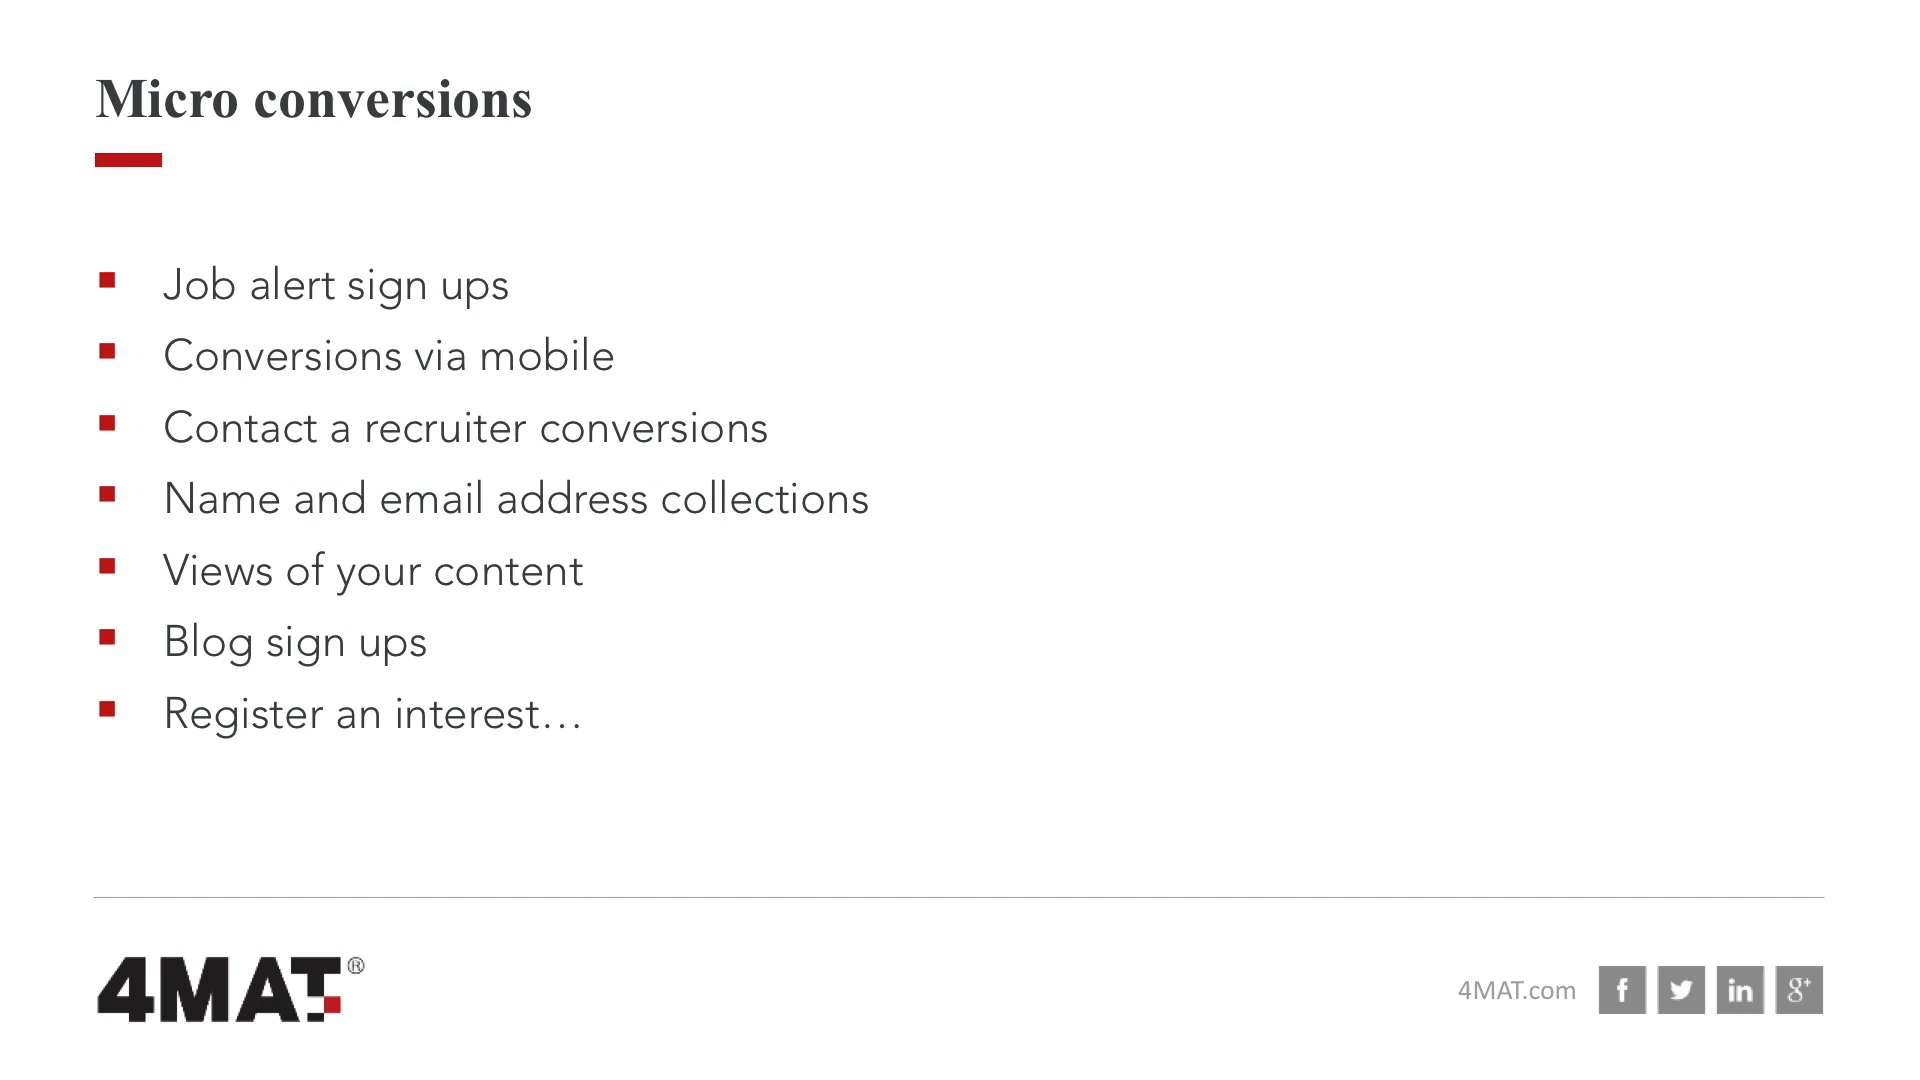 Micro conversions
Job alert sign ups
Conversions via mobile
Contact a recruiter conversions
Name and email address collections
Views of your content
Blog sign ups
Register an interest…
4MAT®
4MAT.com f in g+